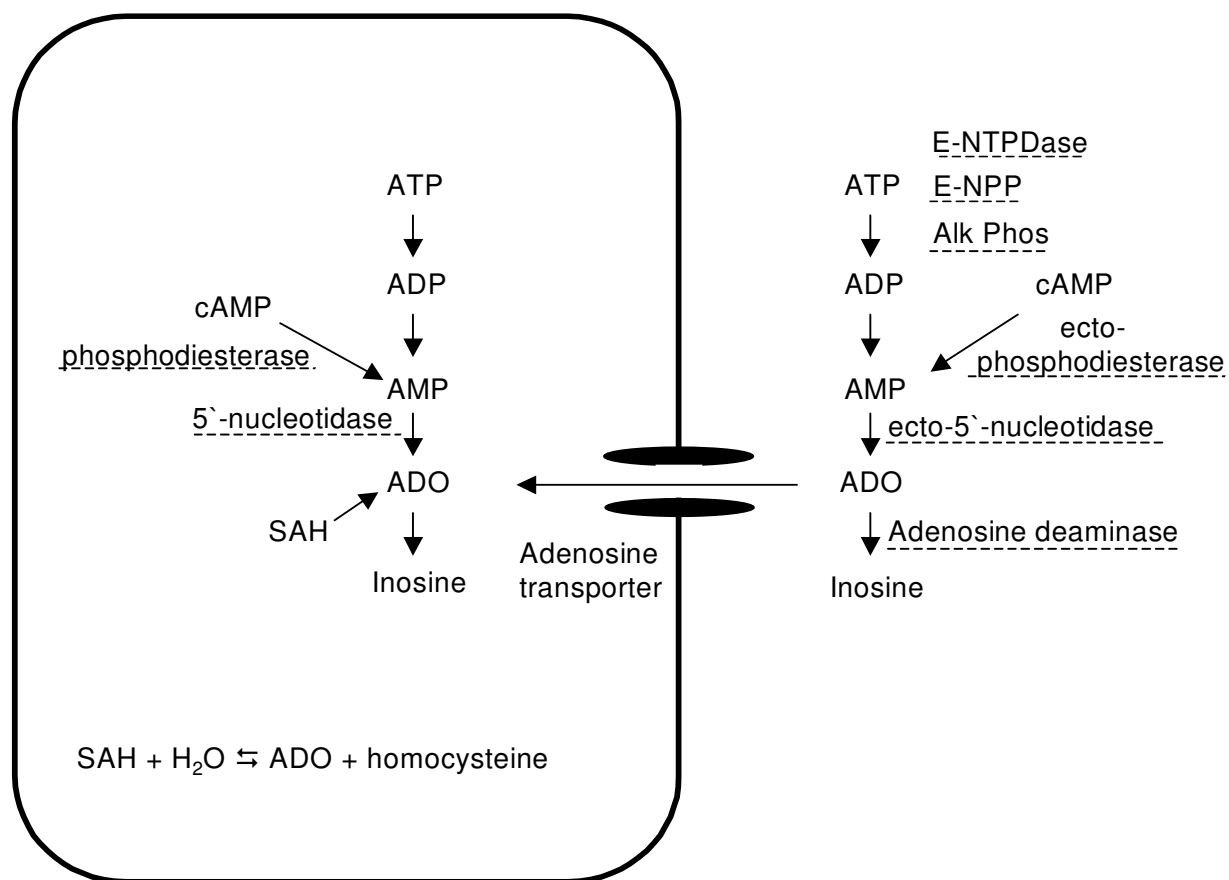 ATP
ADP
cAMP
phosphodiesterase
AMP
5`-nucleotidase
ADO
SAH
Inosine
Adenosine
transporter
SAH + H₂O ⇆ ADO + homocysteine
E-NTPDase
ATP
E-NPP
Alk Phos
ADP
cAMP
ecto-
phosphodiesterase
AMP
ecto-5`-nucleotidase
ADO
Adenosine deaminase
Inosine